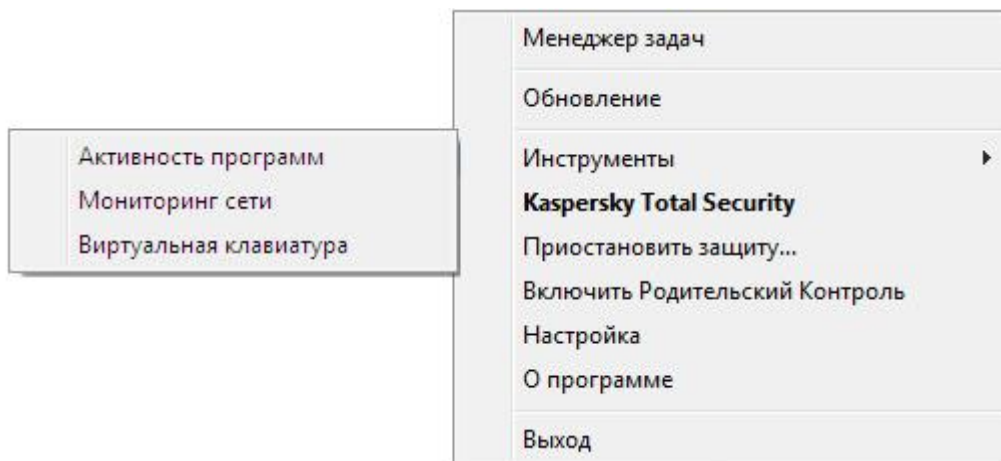 Менеджер задач
Обновление
Инструменты
Активность программ
Мониторинг сети
Виртуальная клавиатура
Kaspersky Total Security
Приостановить защиту...
Включить Родительский Контроль
Настройка
О программе
Выход